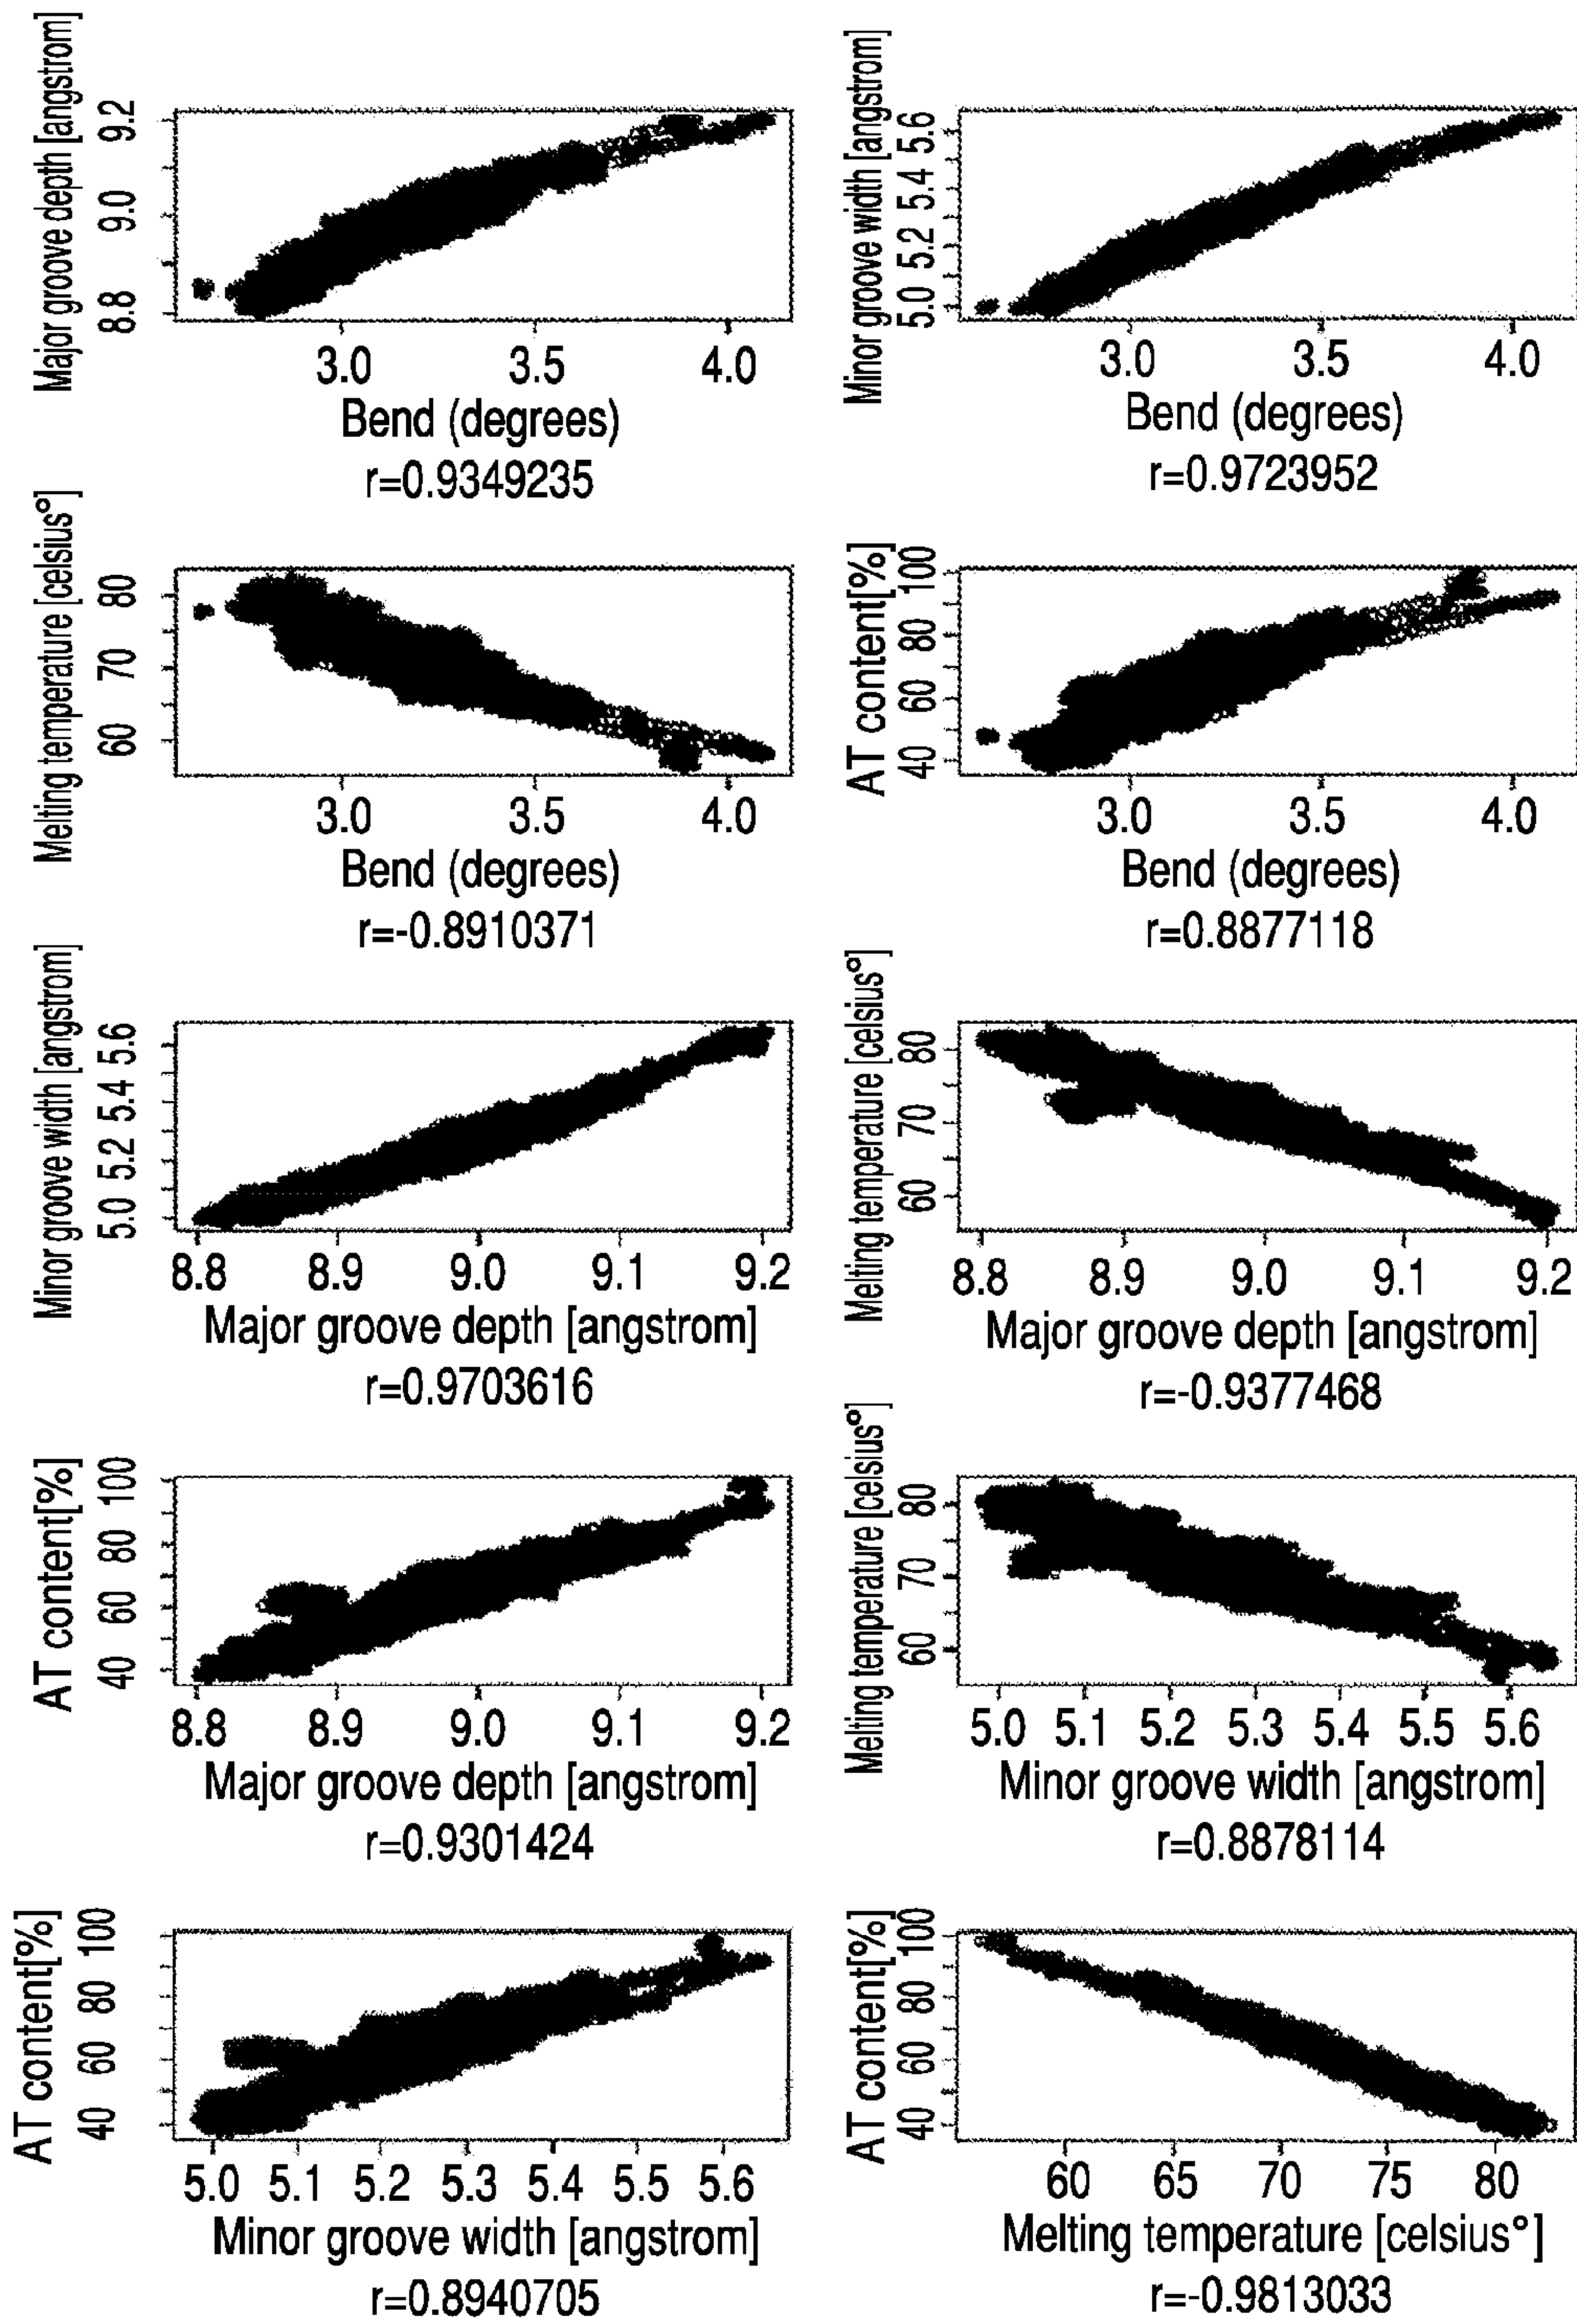 Major groove depth [angstrom]
8.8 9.0 9.2
3.0 3.5 4.0
Bend (degrees)
r=0.9349235
Minor groove width [angstrom]
5.0 5.2 5.4 5.6
3.0 3.5 4.0
Bend (degrees)
r=0.9723952
Melting temperature [celsius°]
60 70 80
3.0 3.5 4.0
Bend (degrees)
r=-0.8910371
AT content[%]
40 60 80 100
3.0 3.5 4.0
Bend (degrees)
r=0.8877118
Minor groove width [angstrom]
5.0 5.2 5.4 5.6
8.8 8.9 9.0 9.1 9.2
Major groove depth [angstrom]
r=0.9703616
Melting temperature [celsius°]
60 70 80
8.8 8.9 9.0 9.1 9.2
Major groove depth [angstrom]
r=-0.9377468
AT content[%]
40 60 80 100
8.8 8.9 9.0 9.1 9.2
Major groove depth [angstrom]
r=0.9301424
Melting temperature [celsius°]
60 70 80
5.0 5.1 5.2 5.3 5.4 5.5 5.6
Minor groove width [angstrom]
r=0.8878114
AT content[%]
40 60 80 100
5.0 5.1 5.2 5.3 5.4 5.5 5.6
Minor groove width [angstrom]
r=0.8940705
AT content[%]
40 60 80 100
60 65 70 75 80
Melting temperature [celsius°]
r=-0.9813033